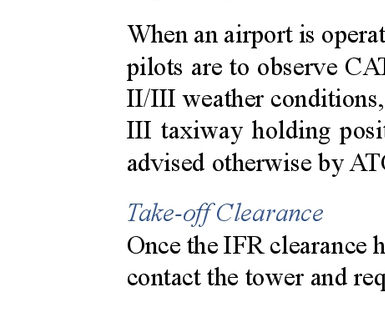 When an airport is operat
pilots are to observe CAT
II/III weather conditions,
III taxiway holding posit
advised otherwise by ATC
Take-off Clearance
Once the IFR clearance h
contact the tower and req